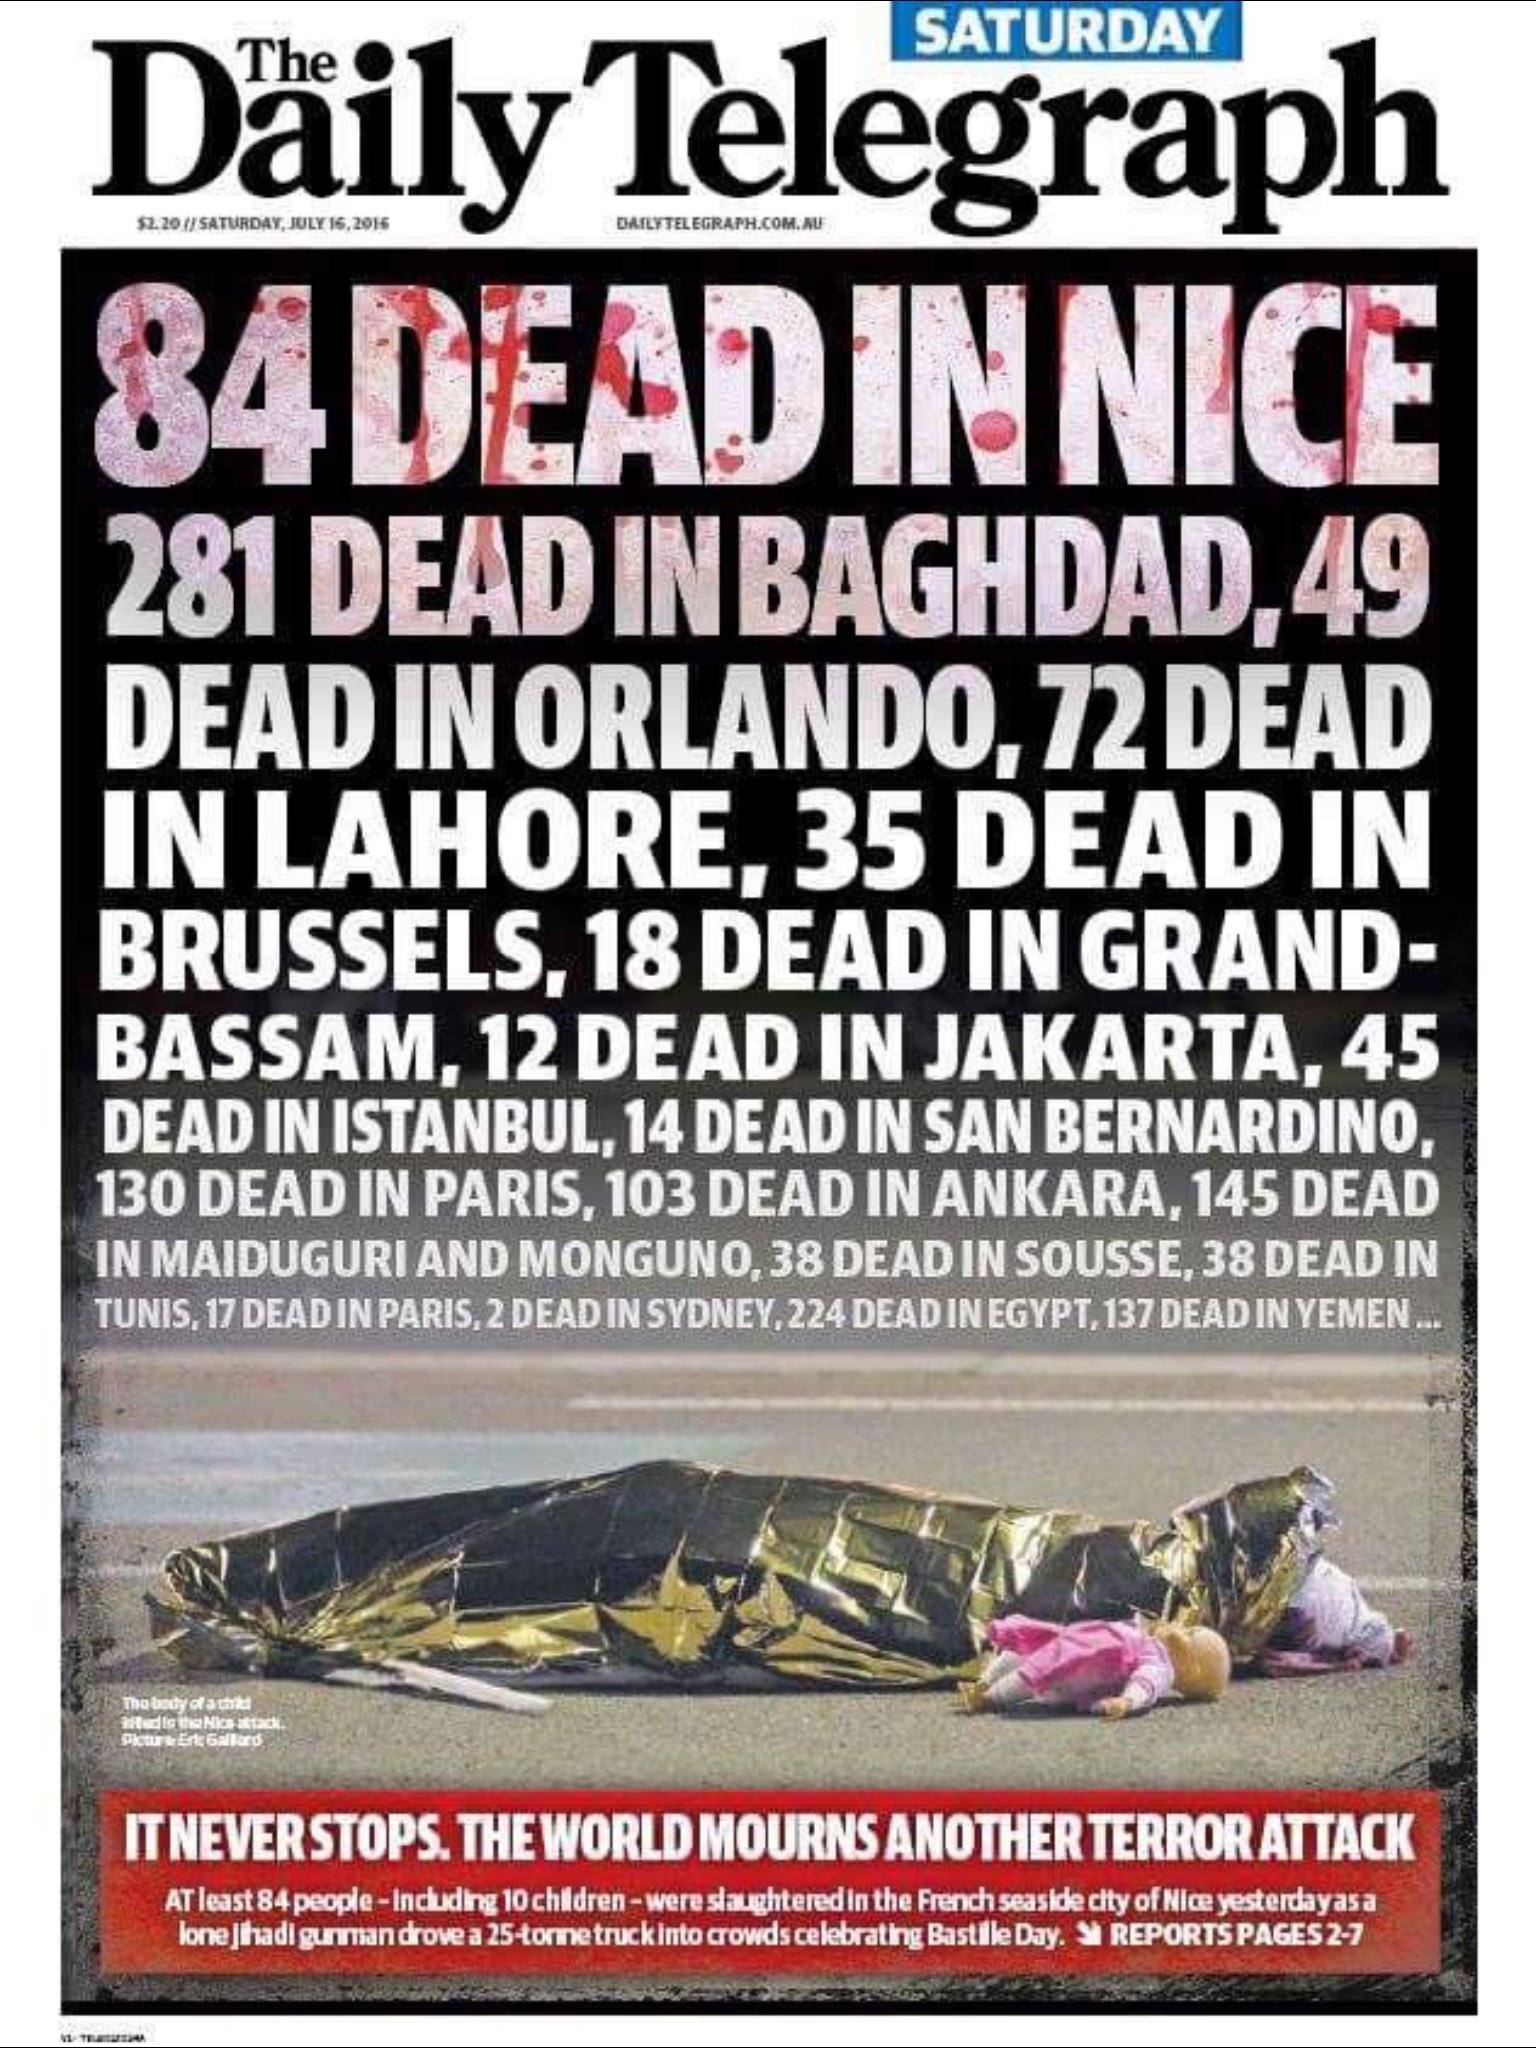 SATURDAY
The Daily Telegraph
$2.20 // SATURDAY, JULY 16, 2016
DAILYTELEGRAPH.COM.AU
84 DEAD IN NICE
281 DEAD IN BAGHDAD, 49
DEAD IN ORLANDO, 72 DEAD
IN LAHORE, 35 DEAD IN
BRUSSELS, 18 DEAD IN GRAND-
BASSAM, 12 DEAD IN JAKARTA, 45
DEAD IN ISTANBUL, 14 DEAD IN SAN BERNARDINO,
130 DEAD IN PARIS, 103 DEAD IN ANKARA, 145 DEAD
IN MAIDUGURI AND MONGUNO, 38 DEAD IN SOUSSE, 38 DEAD IN
TUNIS, 17 DEAD IN PARIS, 2 DEAD IN SYDNEY, 224 DEAD IN EGYPT, 137 DEAD IN YEMEN ...
The body of a child
killed in the Nice attack.
Picture: Eric Gaillard
IT NEVER STOPS. THE WORLD MOURNS ANOTHER TERROR ATTACK
AT least 84 people – including 10 children – were slaughtered in the French seaside city of Nice yesterday as a
lone jihadi gunman drove a 25-tonne truck into crowds celebrating Bastille Day. REPORTS PAGES 2-7